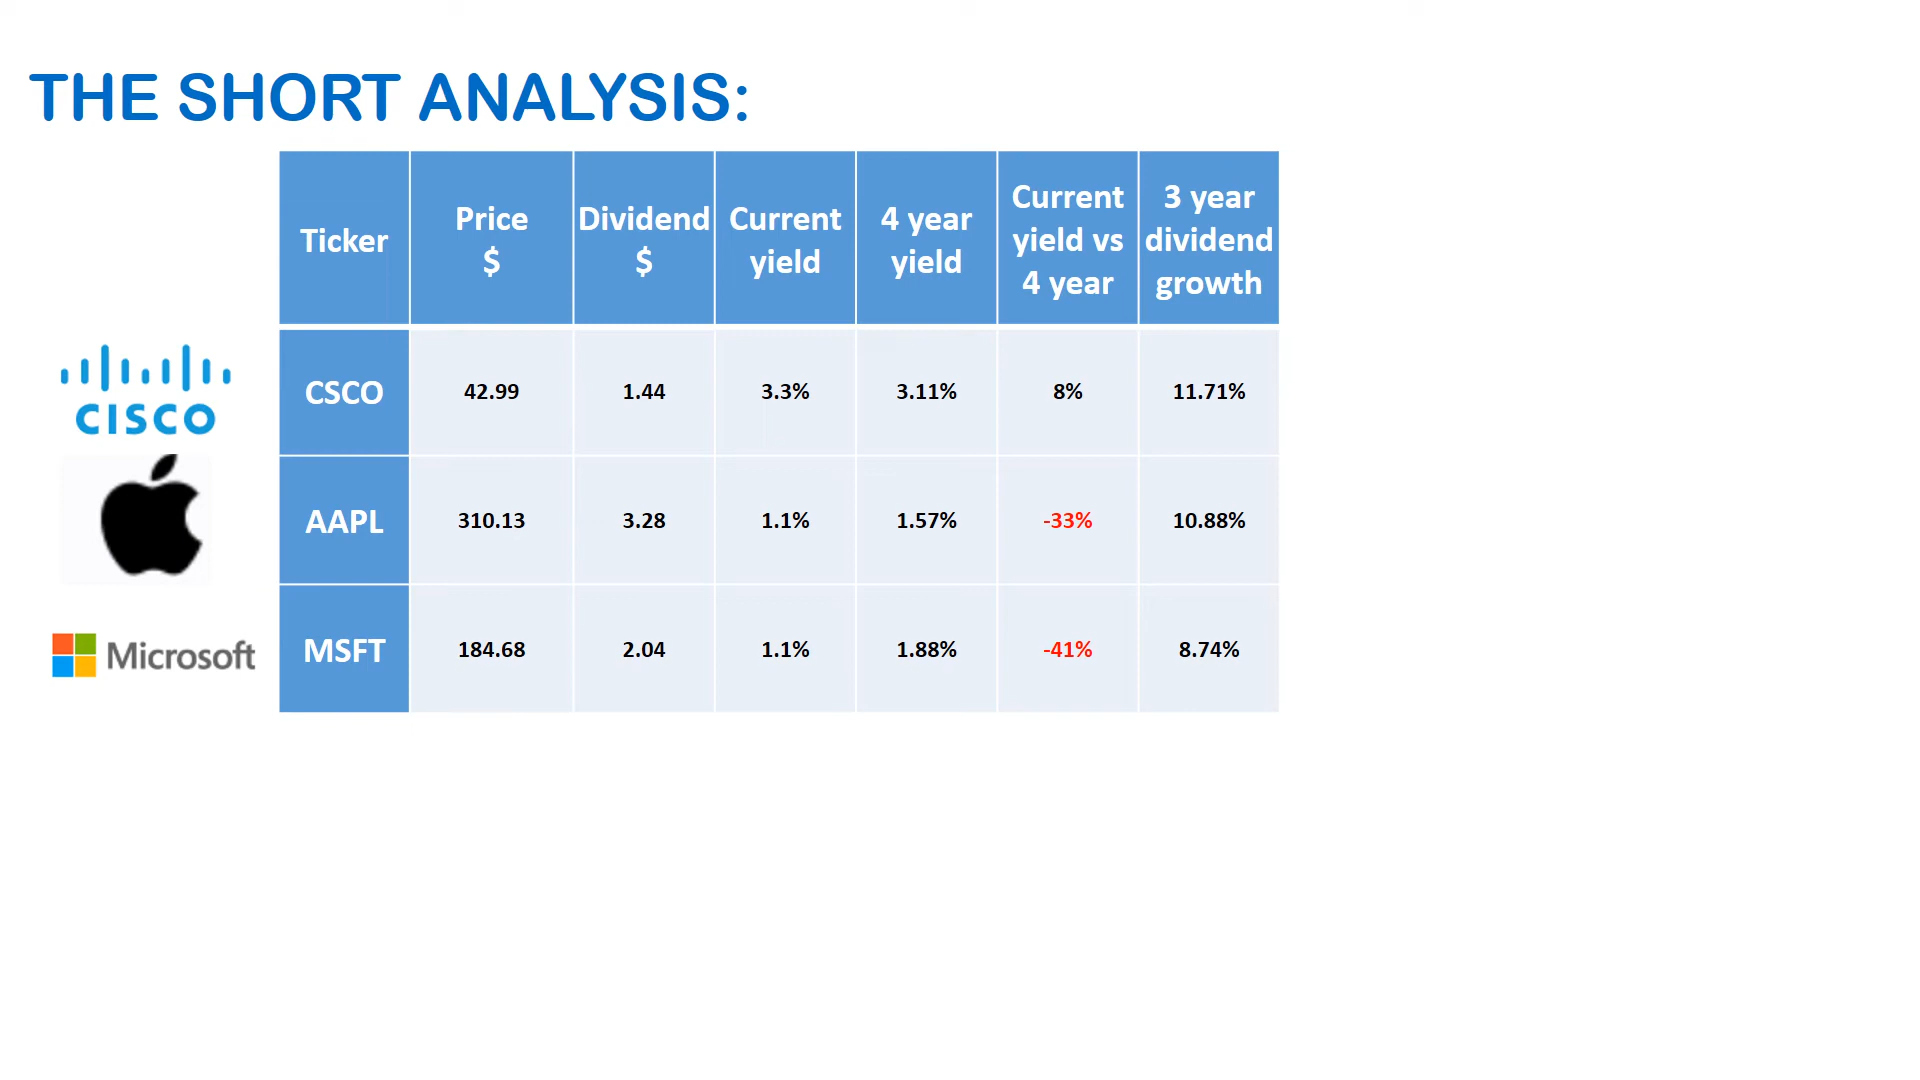 THE SHORT ANALYSIS:
Ticker Price $ Dividend $ Current yield 4 year yield Current yield vs 4 year 3 year dividend growth
CISCO CSCO 42.99 1.44 3.3% 3.11% 8% 11.71%
AAPL 310.13 3.28 1.1% 1.57% -33% 10.88%
Microsoft MSFT 184.68 2.04 1.1% 1.88% -41% 8.74%